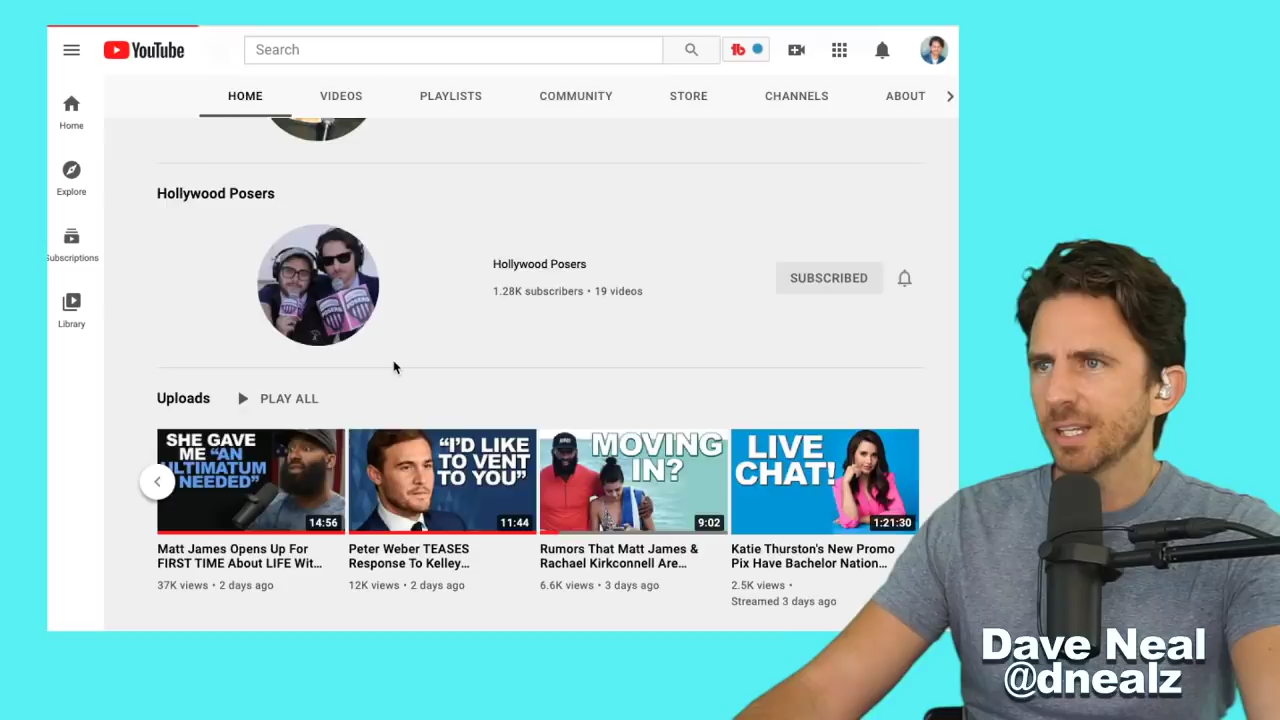 YouTube
Search
HOME
VIDEOS
PLAYLISTS
COMMUNITY
STORE
CHANNELS
ABOUT
Home
Explore
Subscriptions
Library
Hollywood Posers
Hollywood Posers
1.28K subscribers • 19 videos
SUBSCRIBED
Uploads
PLAY ALL
SHE GAVE
ME “AN
ULTIMATUM
NEEDED”
14:56
“I’D LIKE
TO VENT
TO YOU”
11:44
MOVING
IN?
9:02
LIVE
CHAT!
1:21:30
Matt James Opens Up For
FIRST TIME About LIFE Wit...
37K views • 2 days ago
Peter Weber TEASES
Response To Kelley...
12K views • 2 days ago
Rumors That Matt James &
Rachael Kirkconnell Are...
6.6K views • 3 days ago
Katie Thurston's New Promo
Pix Have Bachelor Nation...
2.5K views •
Streamed 3 days ago
Dave Neal
@dnealz